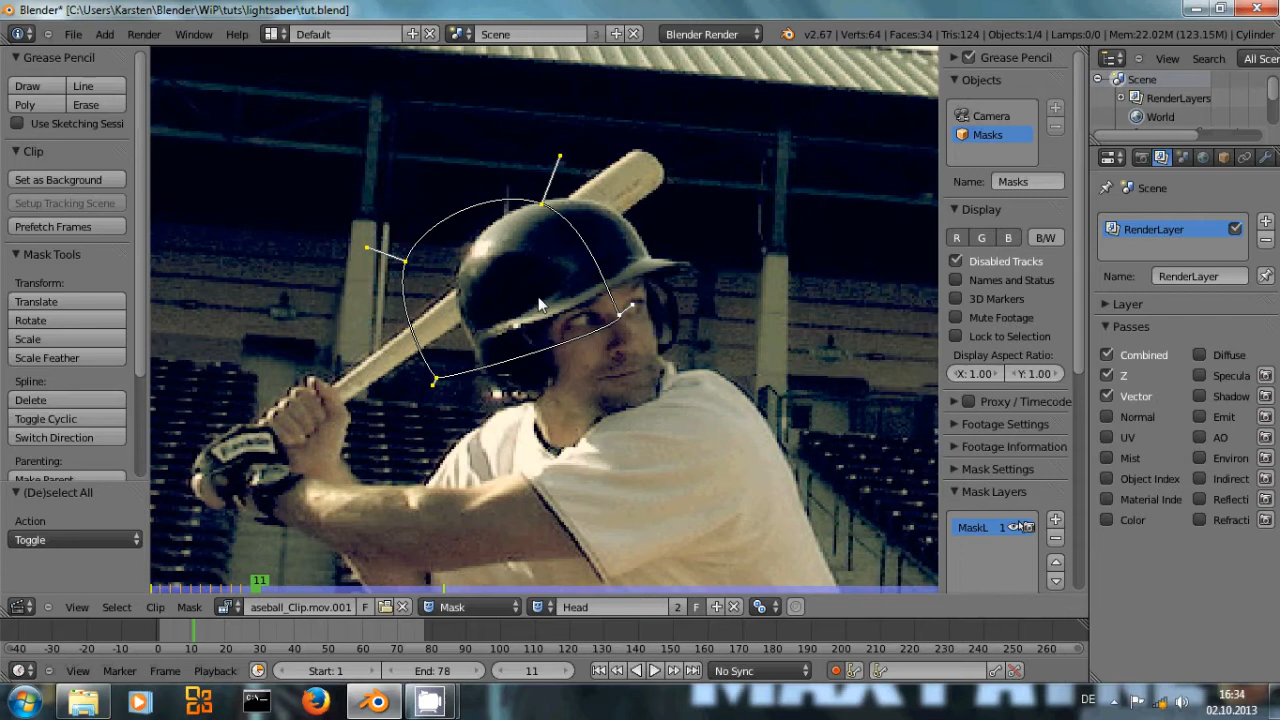 Blender* [C:\Users\Karsten\Blender\WiP\tuts\lightsaber\tut.blend]
File Add Render Window Help Default Scene 3 Blender Render v2.67 | Verts:64 | Faces:34 | Tris:124 | Objects:1/4 | Lamps:0/0 | Mem:22.02M (123.15M) | Cylinder
Grease Pencil
Draw Line
Poly Erase
Use Sketching Sessi
Clip
Set as Background
Setup Tracking Scene
Prefetch Frames
Mask Tools
Transform:
Translate
Rotate
Scale
Scale Feather
Spline:
Delete
Toggle Cyclic
Switch Direction
Parenting:
Make Parent
(De)select All
Action
Toggle
11
Grease Pencil
Objects
Camera
Masks
Name: Masks
Display
R G B B/W
Disabled Tracks
Names and Status
3D Markers
Mute Footage
Lock to Selection
Display Aspect Ratio:
X: 1.00 Y: 1.00
Proxy / Timecode
Footage Settings
Footage Information
Mask Settings
Mask Layers
MaskL 1
View Search All Scen
Scene
RenderLayers
World
Scene
RenderLayer
Name: RenderLayer
Layer
Passes
Combined Diffuse
Z Specula
Vector Shadow
Normal Emit
UV AO
Mist Environ
Object Index Indirect
Material Inde Reflecti
Color Refracti
View Select Clip Mask aseball_Clip.mov.001 F Mask Head 2 F
-40 -30 -20 -10 0 10 20 30 40 50 60 70 80 90 100 110 120 130 140 150 160 170 180 190 200 210 220 230 240 250 260
View Marker Frame Playback Start: 1 End: 78 11 No Sync
DE 16:34
02.10.2013